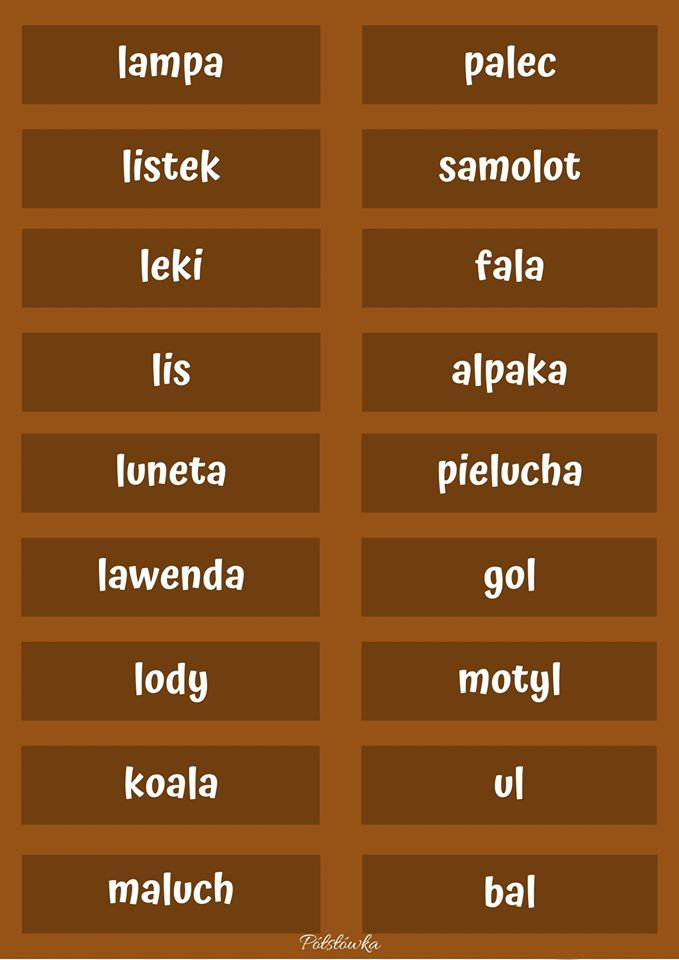 lampa
palec
listek
samolot
leki
fala
lis
alpaka
luneta
pielucha
lawenda
gol
lody
motyl
koala
ul
maluch
bal
Półsłówka